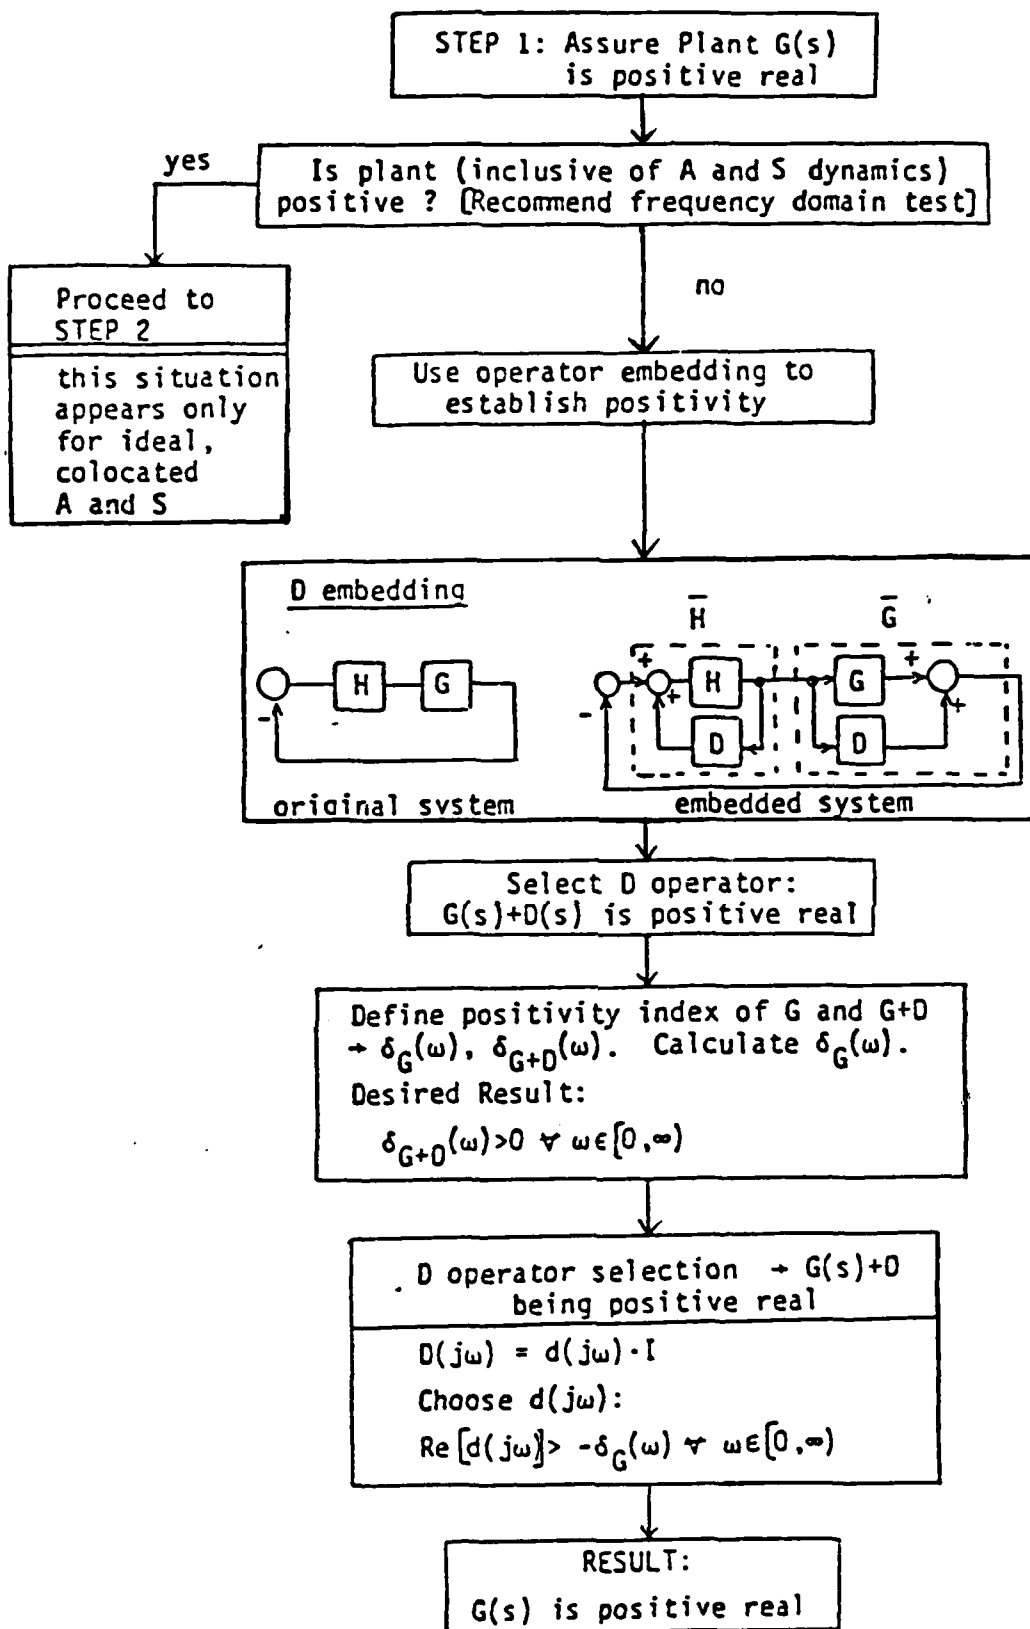 STEP 1: Assure Plant G(s)
is positive real
yes
Is plant (inclusive of A and S dynamics)
positive ? [Recommend frequency domain test]
Proceed to
STEP 2
this situation
appears only
for ideal,
colocated
A and S
no
Use operator embedding to
establish positivity
D embedding
H̅
G̅
H
G
-
original system
+
+
H
D
-
G
D
+
+
embedded system
Select D operator:
G(s)+D(s) is positive real
Define positivity index of G and G+D
→ δ_G(ω), δ_G+D(ω). Calculate δ_G(ω).
Desired Result:
δ_G+D(ω)>0 ∀ ω∈[0,∞)
D operator selection → G(s)+D
being positive real
D(jω) = d(jω)·I
Choose d(jω):
Re[d(jω)]> -δ_G(ω) ∀ ω∈[0,∞)
RESULT:
G(s) is positive real